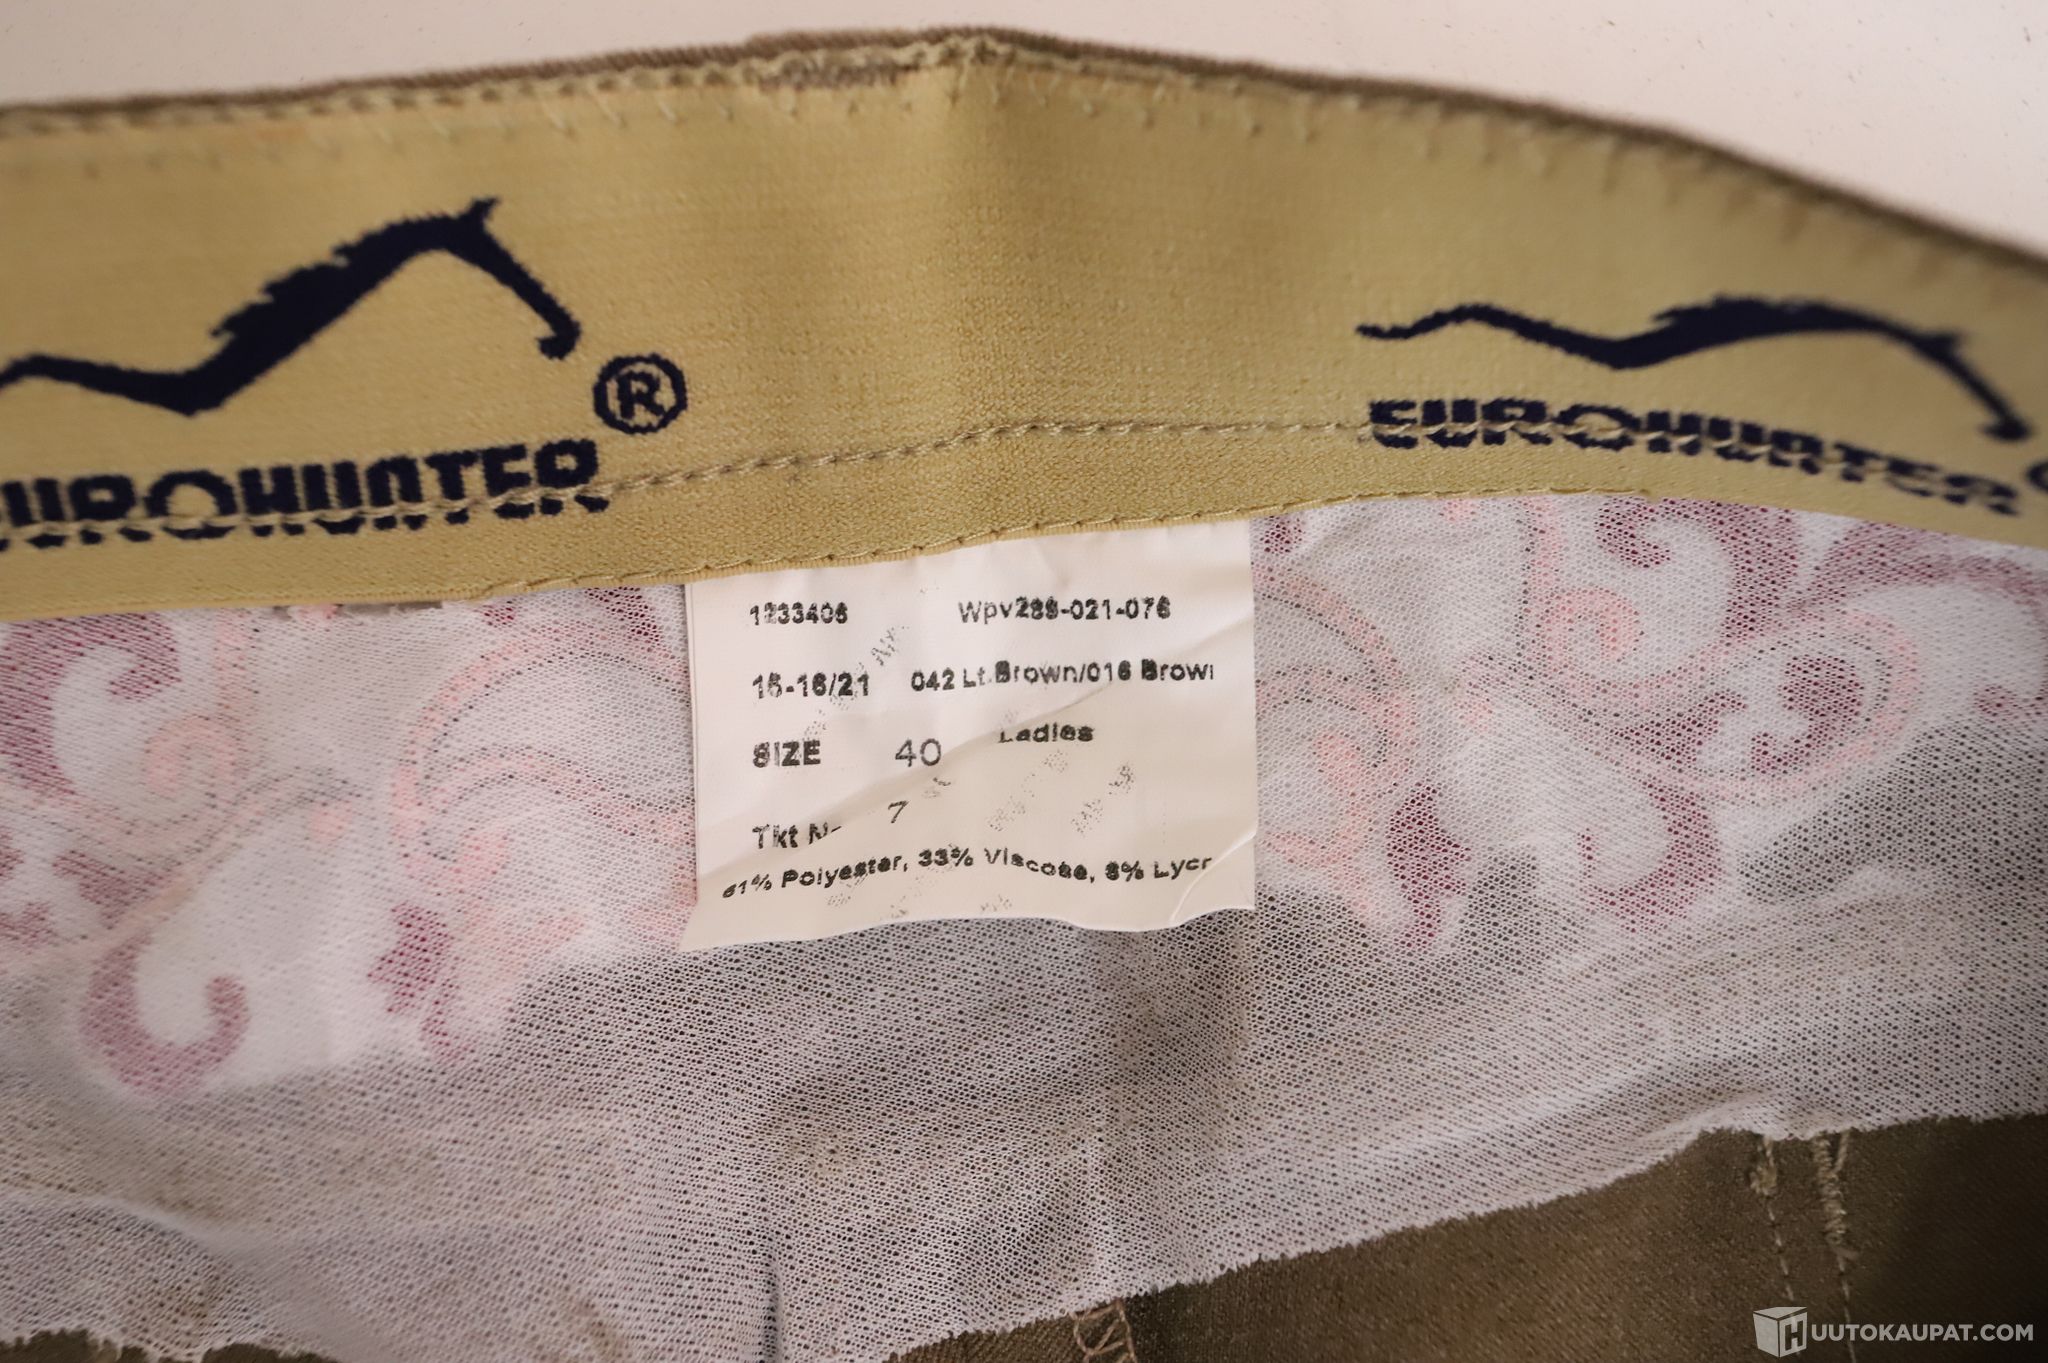 ®
EUROHUNTER
EUROHUNTER
1233406 Wpv289-021-076
15-16/21 042 Lt.Brown/016 Brow
SIZE 40 Ladies
Tkt 7
61% Polyester, 33% Viscose, 6% Lycr
HUUTOKAUPAT.COM